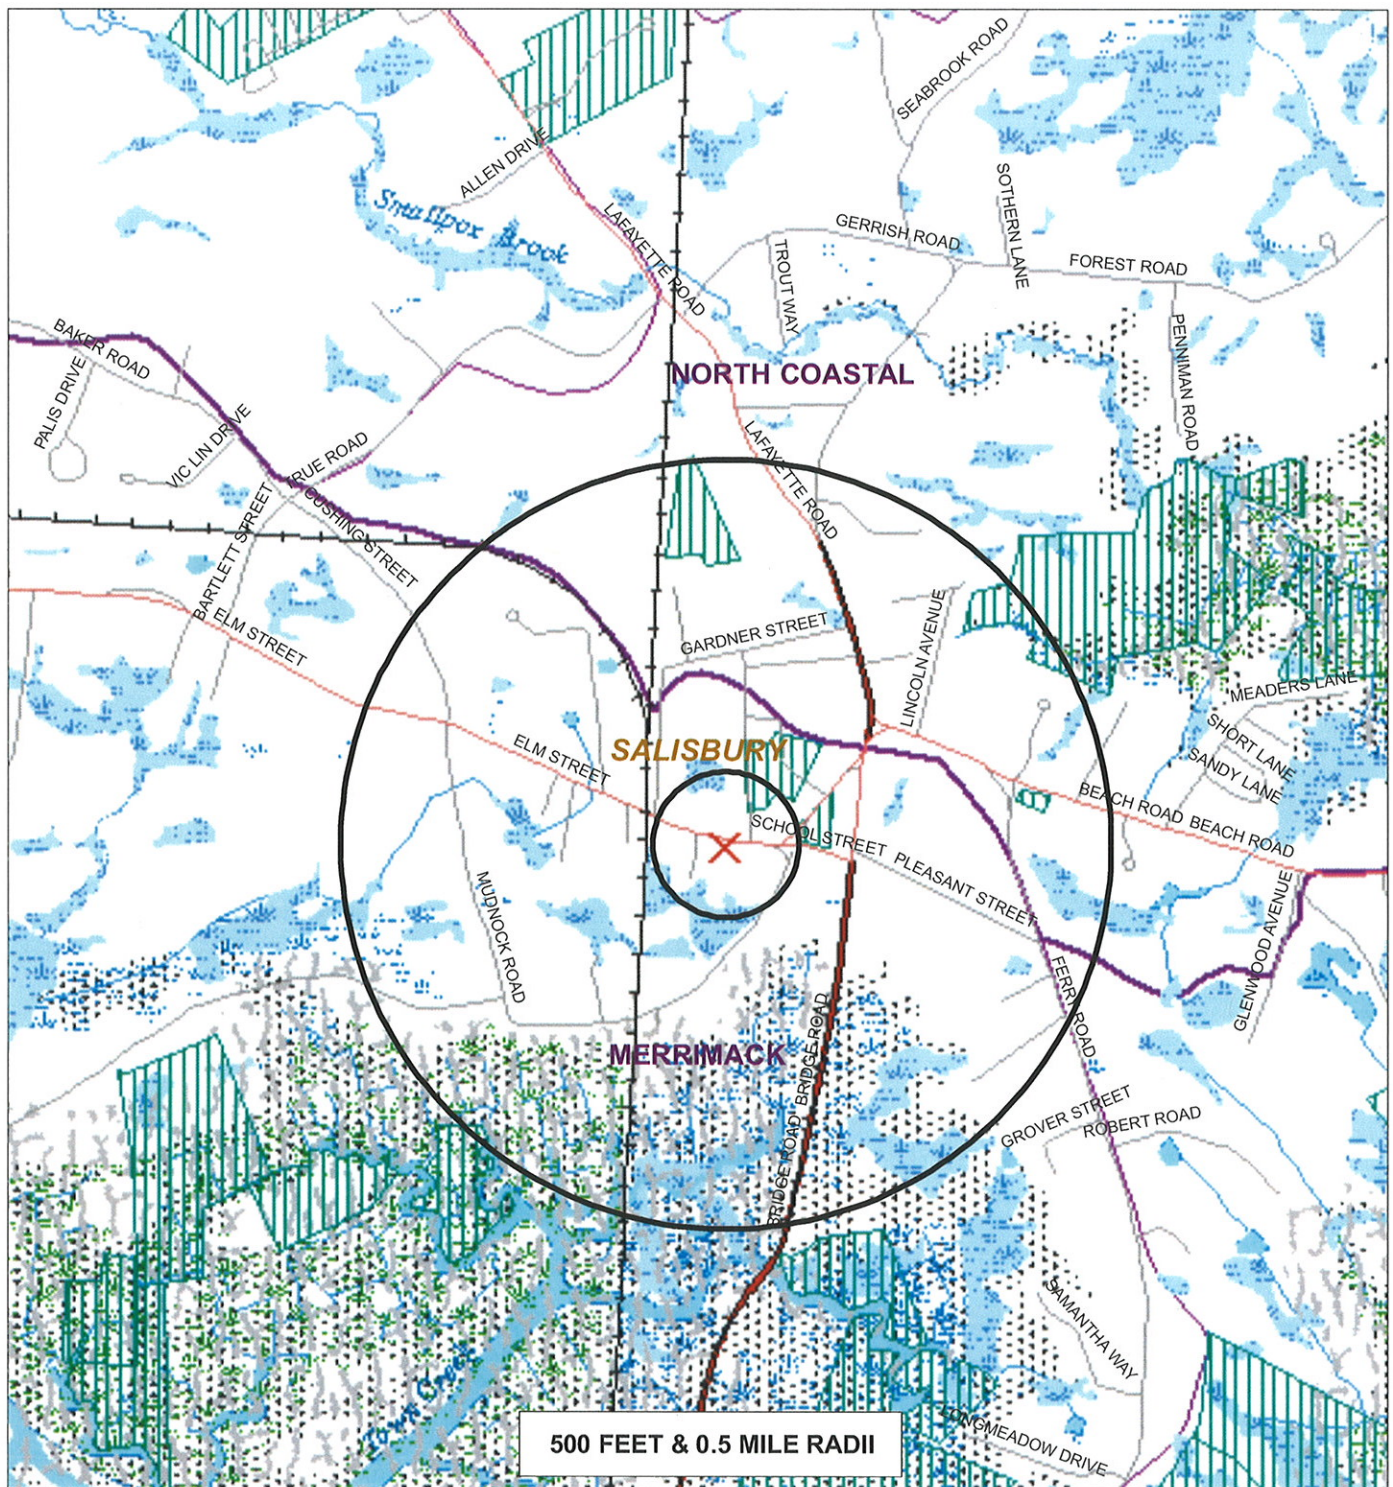 SEABROOK ROAD
ALLEN DRIVE
Smallpox Brook
LAFAYETTE ROAD
SOTHERN LANE
GERRISH ROAD
TROUT WAY
FOREST ROAD
BAKER ROAD
PENNIMAN ROAD
PALIS DRIVE
NORTH COASTAL
VIC LIN DRIVE
LAFAYETTE ROAD
TRUE ROAD
CUSHING STREET
BARTLETT STREET
ELM STREET
GARDNER STREET
LINCOLN AVENUE
MEADERS LANE
SHORT LANE
SANDY LANE
SALISBURY
ELM STREET
BEACH ROAD
BEACH ROAD
SCHOOL STREET
PLEASANT STREET
MUDNOCK ROAD
GLENWOOD AVENUE
FERRY ROAD
MERRIMACK
BRIDGE ROAD
BRIDGE ROAD
GROVER STREET
ROBERT ROAD
SAMANTHA WAY
Town Creek
LONGMEADOW DRIVE
500 FEET & 0.5 MILE RADII